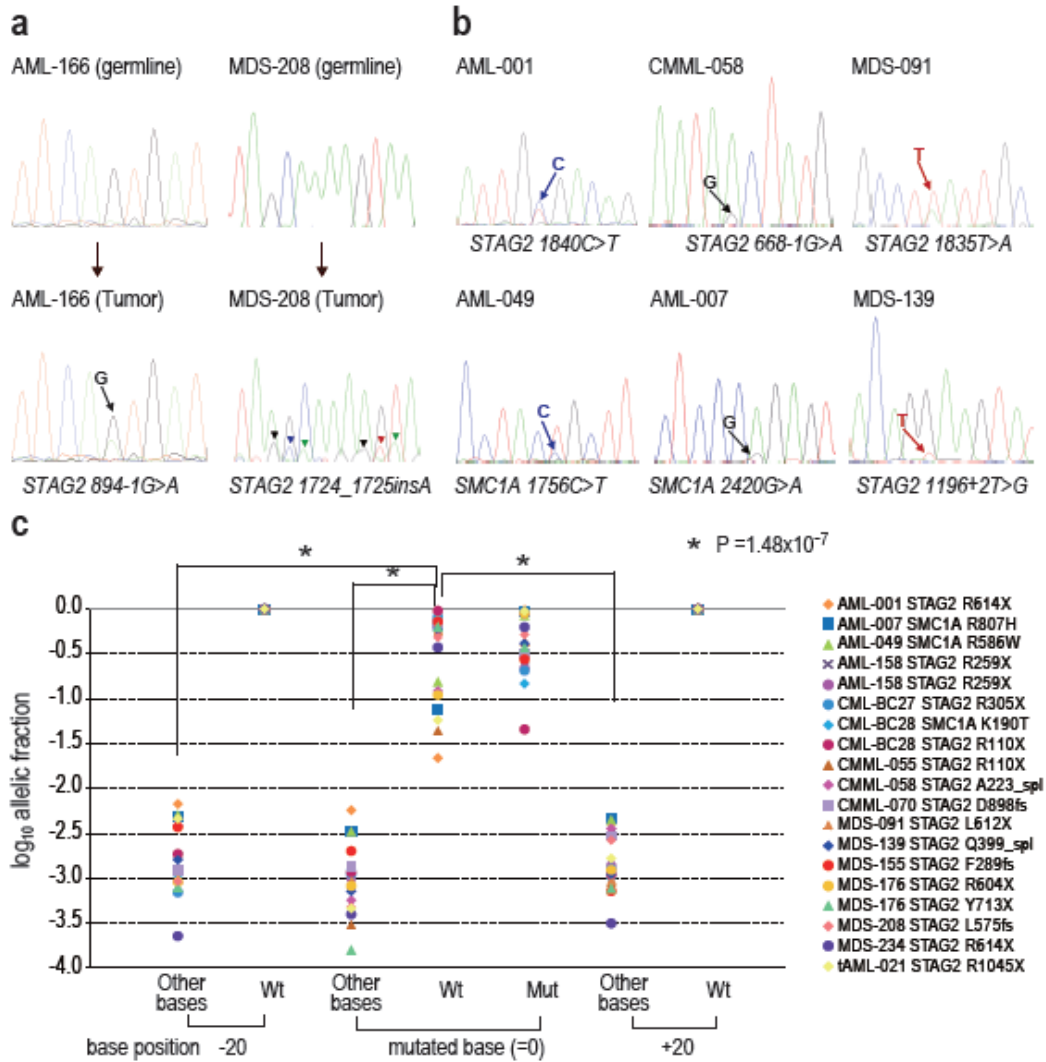 a
b
AML-166 (germline)
MDS-208 (germline)
AML-001
CMML-058
MDS-091
C
G
T
STAG2 1840C>T
STAG2 668-1G>A
STAG2 1835T>A
AML-166 (Tumor)
MDS-208 (Tumor)
AML-049
AML-007
MDS-139
G
C
G
T
STAG2 894-1G>A
STAG2 1724_1725insA
SMC1A 1756C>T
SMC1A 2420G>A
STAG2 1196+2T>G
c
* P =1.48x10⁻⁷
*
*
*
log₁₀ allelic fraction
0.0
-0.5
-1.0
-1.5
-2.0
-2.5
-3.0
-3.5
-4.0
AML-001 STAG2 R614X
AML-007 SMC1A R807H
AML-049 SMC1A R586W
AML-158 STAG2 R259X
AML-158 STAG2 R259X
CML-BC27 STAG2 R305X
CML-BC28 SMC1A K190T
CML-BC28 STAG2 R110X
CMML-055 STAG2 R110X
CMML-058 STAG2 A223_spl
CMML-070 STAG2 D898fs
MDS-091 STAG2 L612X
MDS-139 STAG2 Q399_spl
MDS-155 STAG2 F289fs
MDS-176 STAG2 R604X
MDS-176 STAG2 Y713X
MDS-208 STAG2 L575fs
MDS-234 STAG2 R614X
tAML-021 STAG2 R1045X
Other bases
Wt
Other bases
Wt
Mut
Other bases
Wt
base position
-20
mutated base (=0)
+20